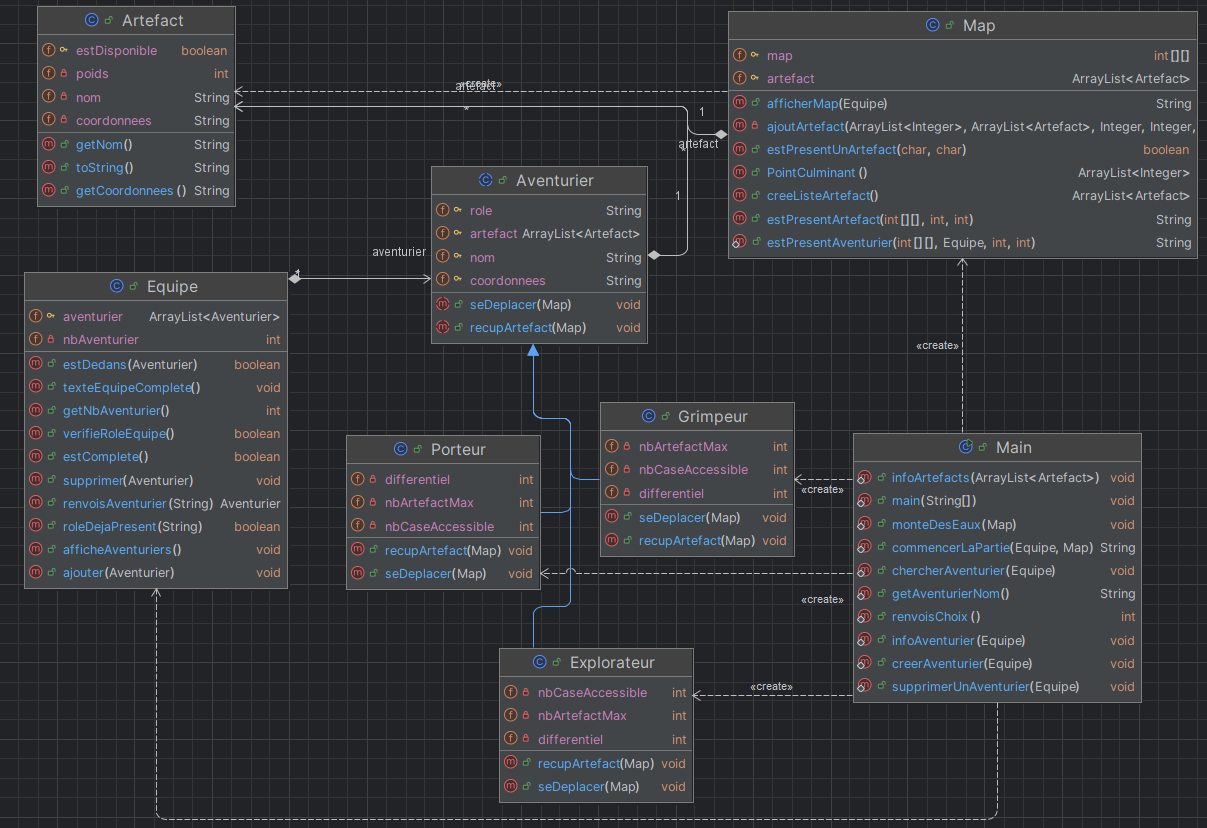 Artefact
estDisponible boolean
poids int
nom String
coordonnees String
getNom() String
toString() String
getCoordonnees () String
Map
map int[][]
artefact ArrayList<Artefact>
afficherMap(Equipe) String
ajoutArtefact(ArrayList<Integer>, ArrayList<Artefact>, Integer, Integer,
estPresentUnArtefact(char, char) boolean
PointCulminant () ArrayList<Integer>
creeListeArtefact() ArrayList<Artefact>
estPresentArtefact(int[][], int, int) String
estPresentAventurier(int[][], Equipe, int, int) String
«create»
artefact
*
1
artefact
*
1
Aventurier
role String
artefact ArrayList<Artefact>
nom String
coordonnees String
seDeplacer(Map) void
recupArtefact(Map) void
aventurier
1
Equipe
aventurier ArrayList<Aventurier>
nbAventurier int
estDedans(Aventurier) boolean
texteEquipeComplete() void
getNbAventurier() int
verifieRoleEquipe() boolean
estComplete() boolean
supprimer(Aventurier) void
renvoisAventurier(String) Aventurier
roleDejaPresent(String) boolean
afficheAventuriers() void
ajouter(Aventurier) void
«create»
Porteur
differentiel int
nbArtefactMax int
nbCaseAccessible int
recupArtefact(Map) void
seDeplacer(Map) void
Grimpeur
nbArtefactMax int
nbCaseAccessible int
differentiel int
seDeplacer(Map) void
recupArtefact(Map) void
«create»
«create»
«create»
Main
infoArtefacts(ArrayList<Artefact>) void
main(String[]) void
monteDesEaux(Map) void
commencerLaPartie(Equipe, Map) String
chercherAventurier(Equipe) void
getAventurierNom() String
renvoisChoix () int
infoAventurier(Equipe) void
creerAventurier(Equipe) void
supprimerUnAventurier(Equipe) void
Explorateur
nbCaseAccessible int
nbArtefactMax int
differentiel int
recupArtefact(Map) void
seDeplacer(Map) void